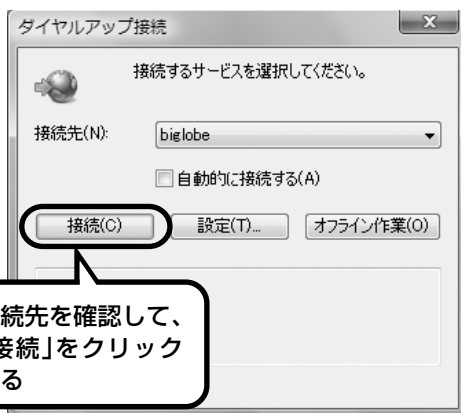 ダイヤルアップ接続
接続するサービスを選択してください。
接続先(N):
biglobe
自動的に接続する(A)
接続(C)
設定(T)...
オフライン作業(O)
続先を確認して、
接続」をクリック
る